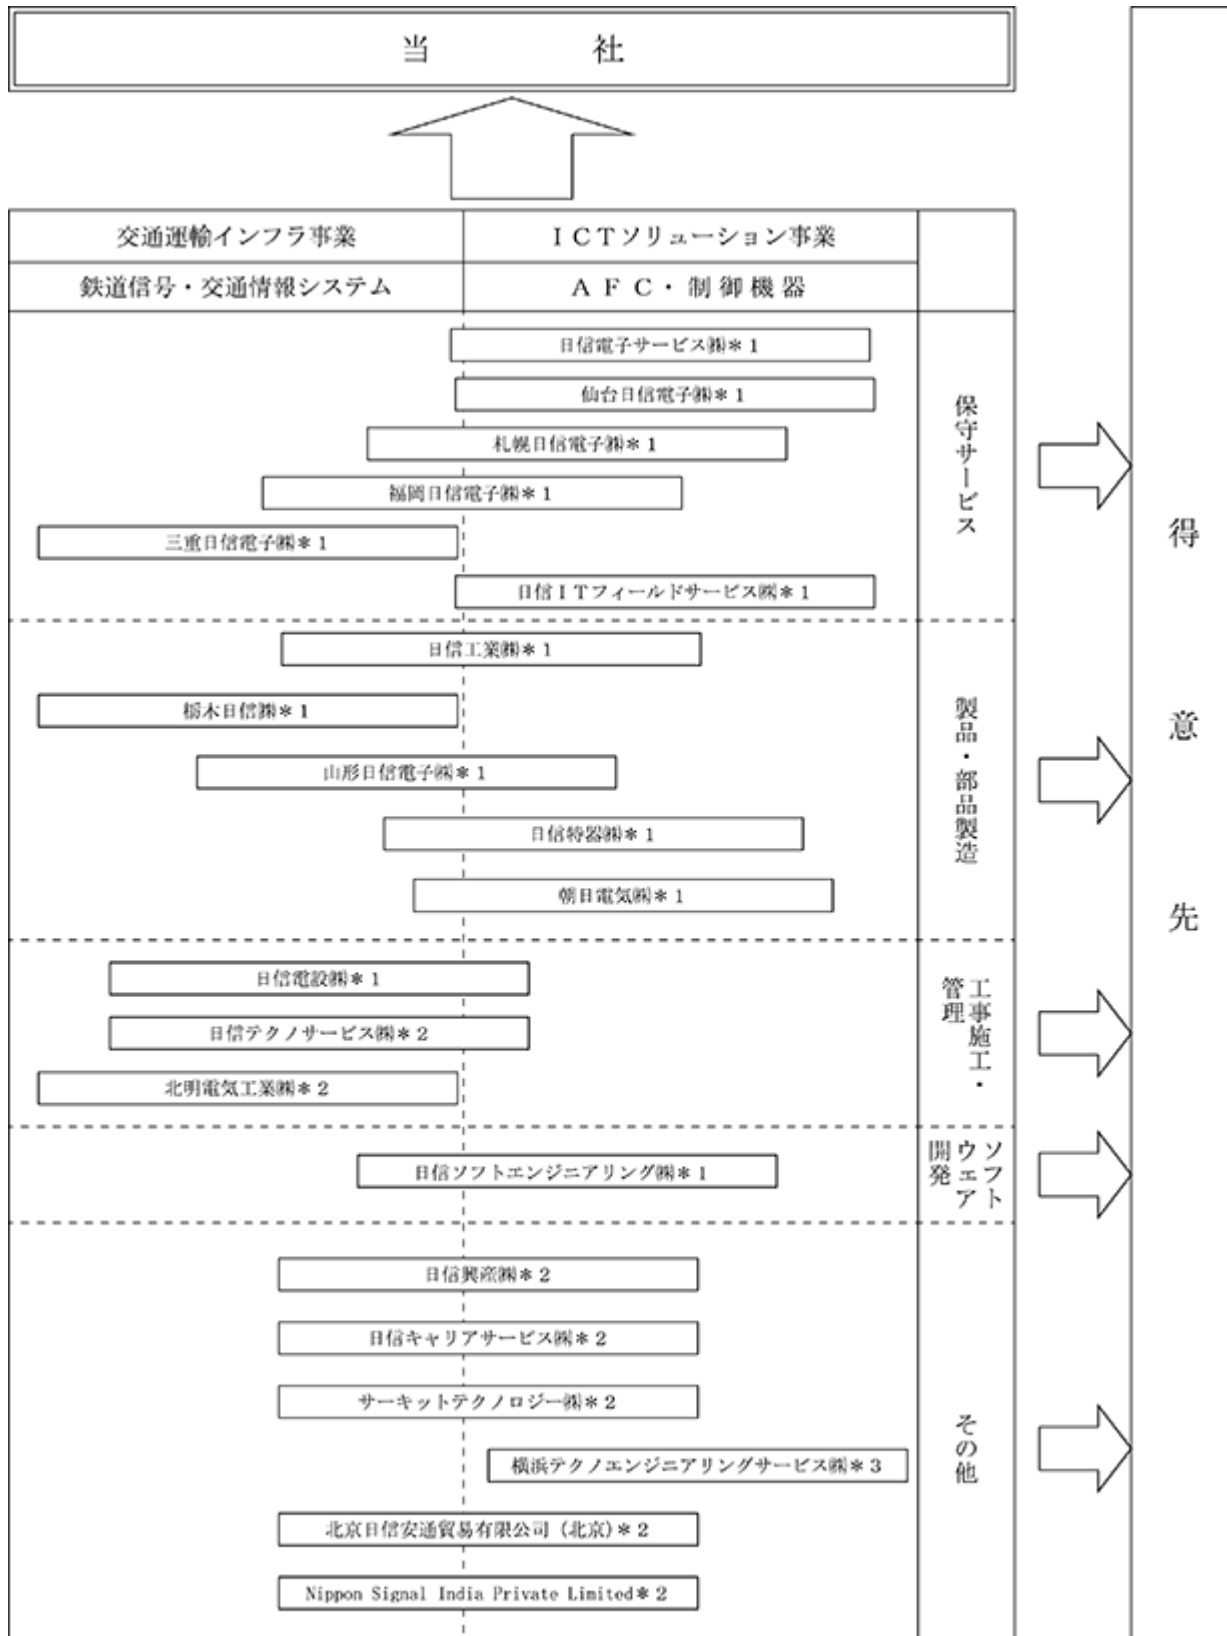 当社
交通運輸インフラ事業
ICTソリューション事業
鉄道信号・交通情報システム
AFC・制御機器
日信電子サービス㈱＊1
仙台日信電子㈱＊1
札幌日信電子㈱＊1
福岡日信電子㈱＊1
三重日信電子㈱＊1
日信ITフィールドサービス㈱＊1
保守サービス
日信工業㈱＊1
栃木日信㈱＊1
山形日信電子㈱＊1
日信特器㈱＊1
朝日電気㈱＊1
製品・部品製造
日信電設㈱＊1
日信テクノサービス㈱＊2
北明電気工業㈱＊2
工事施工・
管理
日信ソフトエンジニアリング㈱＊1
ソフト
ウェア
開発
日信興産㈱＊2
日信キャリアサービス㈱＊2
サーキットテクノロジー㈱＊2
横浜テクノエンジニアリングサービス㈱＊3
北京日信安通貿易有限公司（北京）＊2
Nippon Signal India Private Limited＊2
その他
得意先